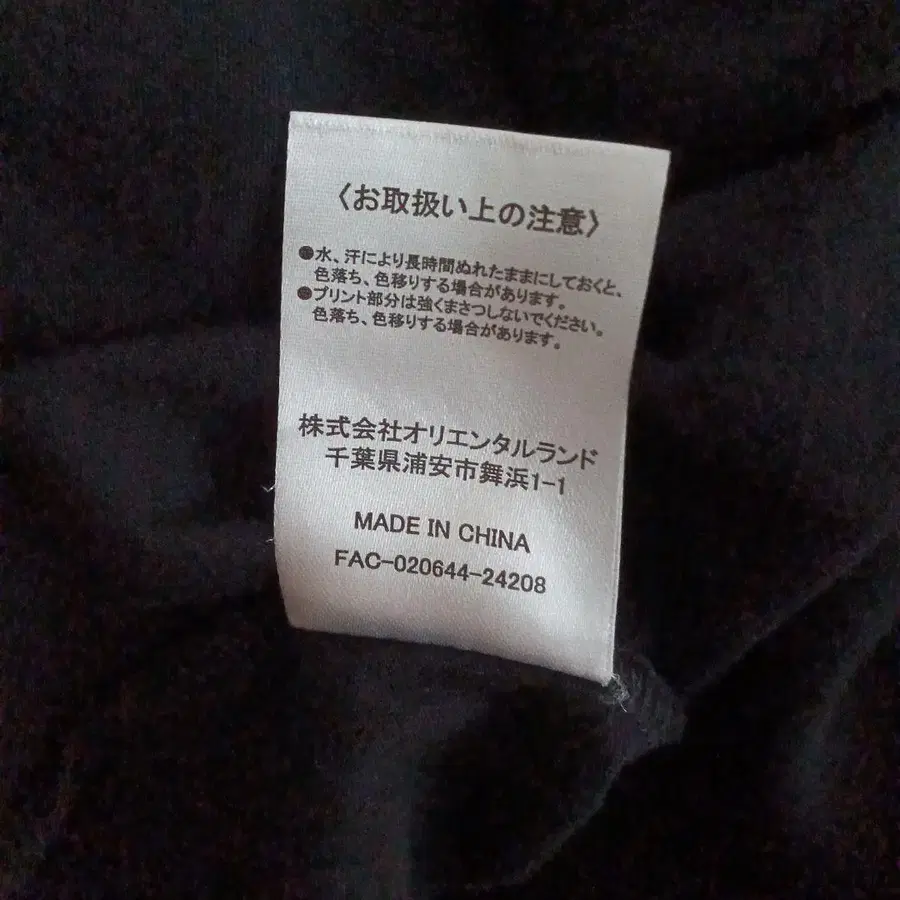 〈お取扱い上の注意〉
●水、汗により長時間ぬれたままにしておくと、
色落ち、色移りする場合があります。
●プリント部分は強くまさつしないでください。
色落ち、色移りする場合があります。
株式会社オリエンタルランド
千葉県浦安市舞浜1-1
MADE IN CHINA
FAC-020644-24208